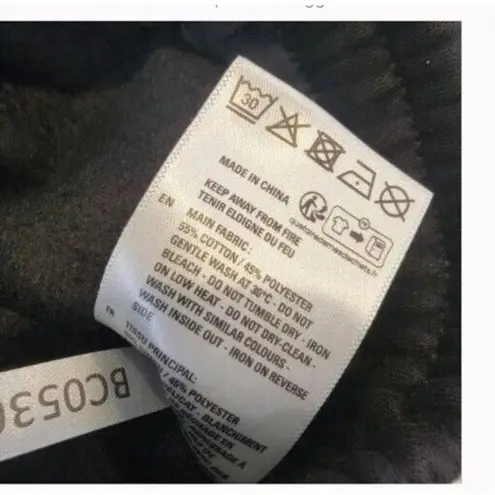 30
MADE IN CHINA
KEEP AWAY FROM FIRE
TENIR ELOIGNE DU FEU
quefairedemesdechets.fr
EN
MAIN FABRIC:
55% COTTON / 45% POLYESTER
GENTLE WASH AT 30°C - DO NOT
BLEACH - DO NOT TUMBLE DRY - IRON
ON LOW HEAT - DO NOT DRY-CLEAN -
WASH WITH SIMILAR COLOURS -
WASH INSIDE OUT - IRON ON REVERSE
SIDE
FR
TISSU PRINCIPAL:
/ 45% POLYESTER
DELICAT - BLANCHIMENT
REPASSAGE A
BC053